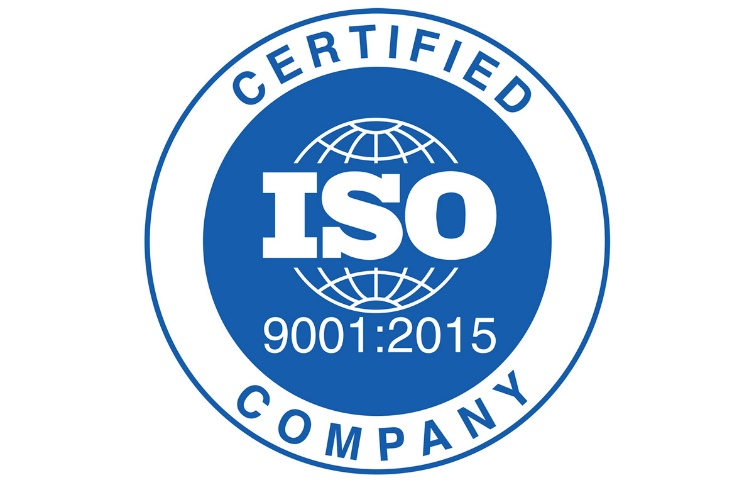 CERTIFIED
ISO
9001:2015
COMPANY